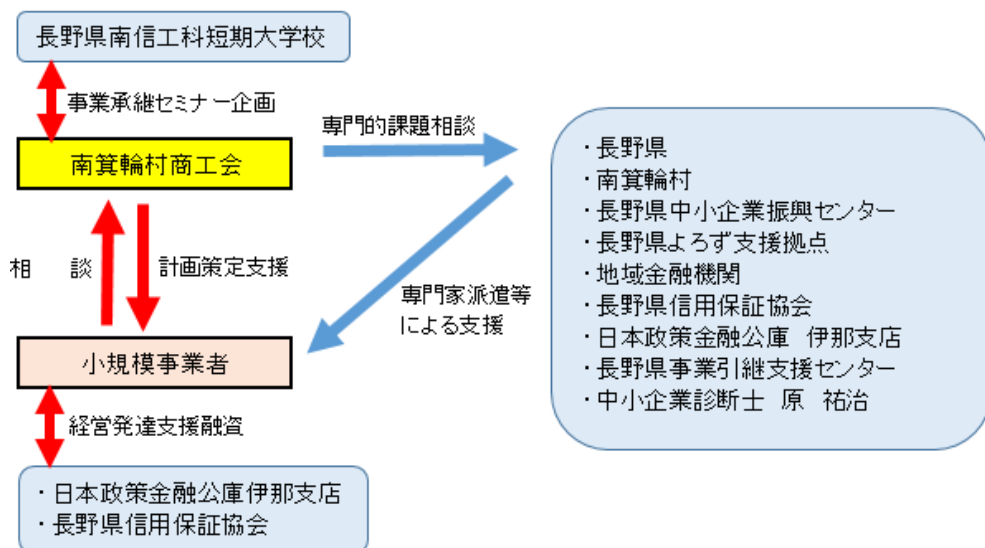 長野県南信工科短期大学校
事業承継セミナー企画
南箕輪村商工会
専門的課題相談
相　談
計画策定支援
専門家派遣等
による支援
小規模事業者
経営発達支援融資
・日本政策金融公庫伊那支店
・長野県信用保証協会
・長野県
・南箕輪村
・長野県中小企業振興センター
・長野県よろず支援拠点
・地域金融機関
・長野県信用保証協会
・日本政策金融公庫　伊那支店
・長野県事業引継支援センター
・中小企業診断士　原　祐治